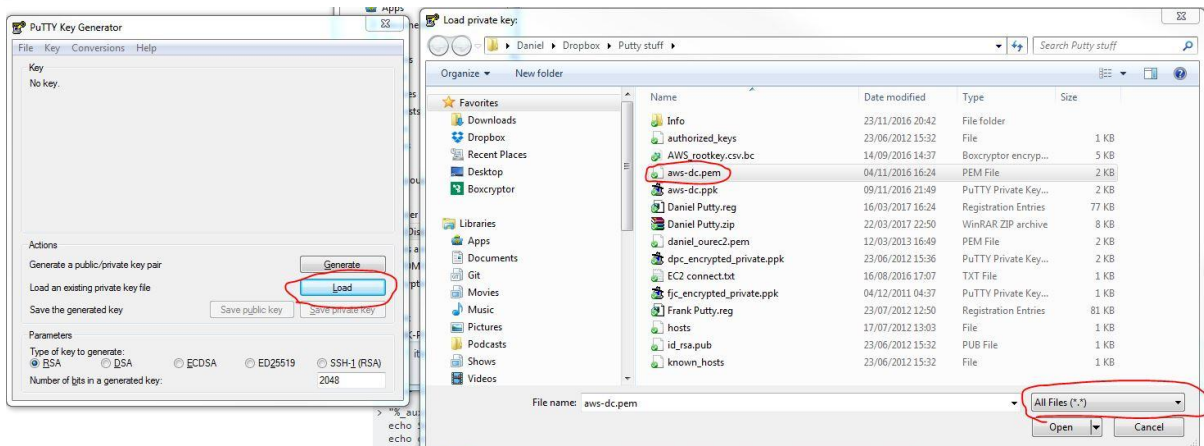 Apps
PuTTY Key Generator
File Key Conversions Help
Key
No key.
Actions
Generate a public/private key pair
Generate
Load an existing private key file
Load
Save the generated key
Save public key
Save private key
Parameters
Type of key to generate:
RSA DSA ECDSA ED25519 SSH-1 (RSA)
Number of bits in a generated key:
2048
Load private key:
Daniel Dropbox Putty stuff
Search Putty stuff
Organize New folder
Favorites
Downloads
Dropbox
Recent Places
Desktop
Boxcryptor
Libraries
Apps
Documents
Git
Movies
Music
Pictures
Podcasts
Shows
Videos
Name Date modified Type Size
Info 23/11/2016 20:42 File folder
authorized_keys 23/06/2012 15:32 File 1 KB
AWS_rootkey.csv.bc 14/09/2016 14:37 Boxcryptor encryp... 5 KB
aws-dc.pem 04/11/2016 16:24 PEM File 2 KB
aws-dc.ppk 09/11/2016 21:49 PuTTY Private Key... 2 KB
Daniel Putty.reg 16/03/2017 16:24 Registration Entries 77 KB
Daniel Putty.zip 22/03/2017 22:50 WinRAR ZIP archive 8 KB
daniel_ourec2.pem 12/03/2013 16:49 PEM File 2 KB
dpc_encrypted_private.ppk 23/06/2012 15:36 PuTTY Private Key... 2 KB
EC2 connect.txt 16/08/2016 17:07 TXT File 1 KB
fjc_encrypted_private.ppk 04/12/2011 04:37 PuTTY Private Key... 1 KB
Frank Putty.reg 23/07/2012 12:50 Registration Entries 81 KB
hosts 17/07/2012 13:03 File 1 KB
id_rsa.pub 23/06/2012 15:32 PUB File 1 KB
known_hosts 23/06/2012 15:32 File 1 KB
File name: aws-dc.pem
All Files (*.*)
Open Cancel
> "%_au
echo
echo